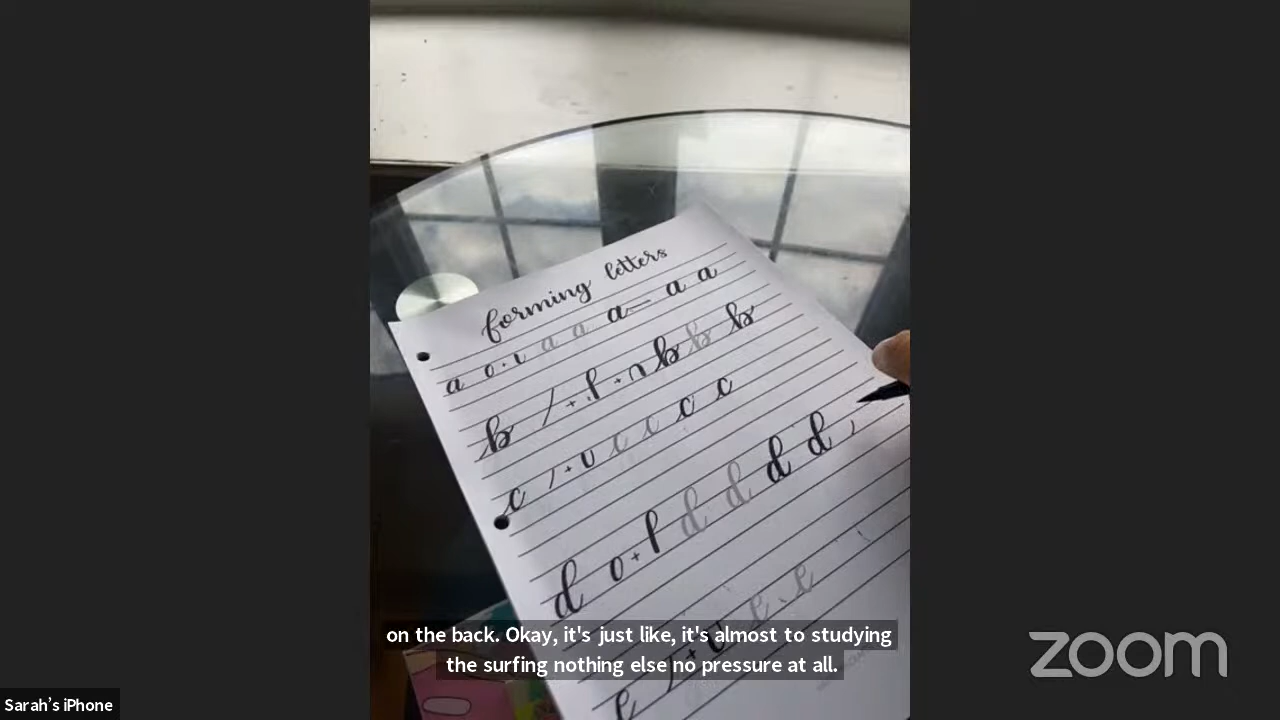 forming letters
a o + ι a a a a a
b / + l + n b b b
c / + υ c c c c
d o + l d d d d
e / + υ e e
on the back. Okay, it's just like, it's almost to studying
the surfing nothing else no pressure at all.
Sarah's iPhone
zoom